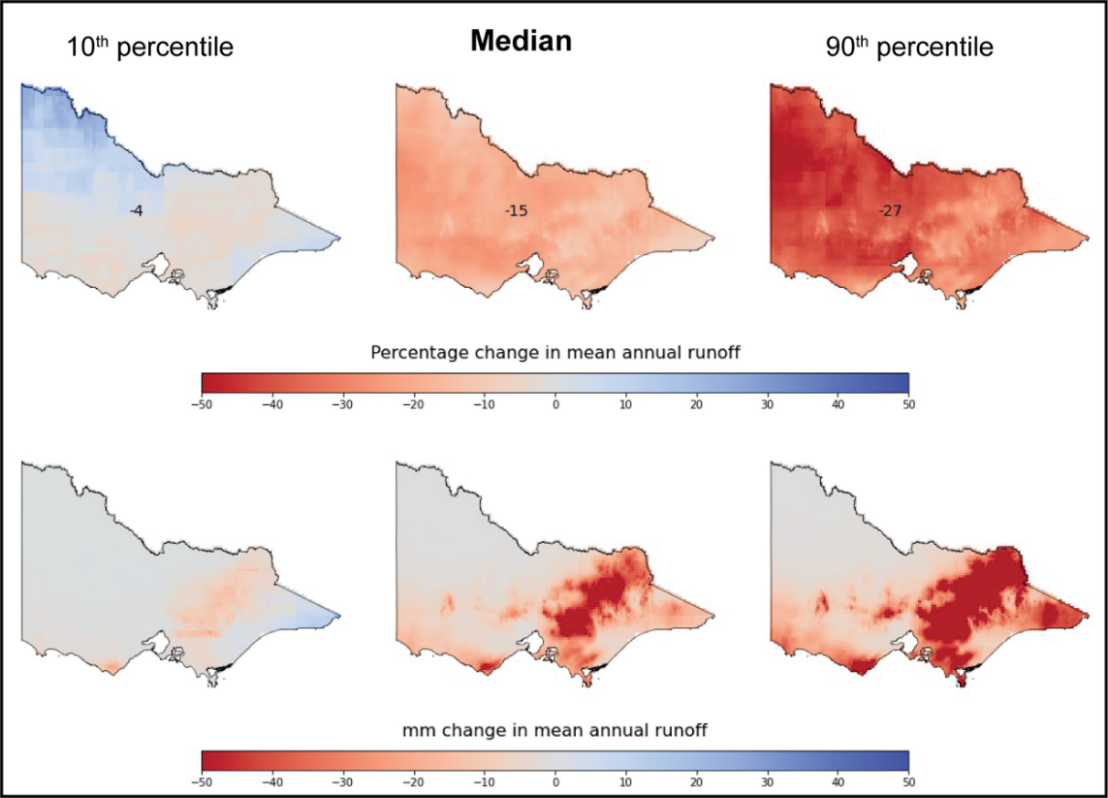 10th percentile
Median
90th percentile
-4
-15
-27
Percentage change in mean annual runoff
−50 −40 −30 −20 −10 0 10 20 30 40 50
mm change in mean annual runoff
−50 −40 −30 −20 −10 0 10 20 30 40 50